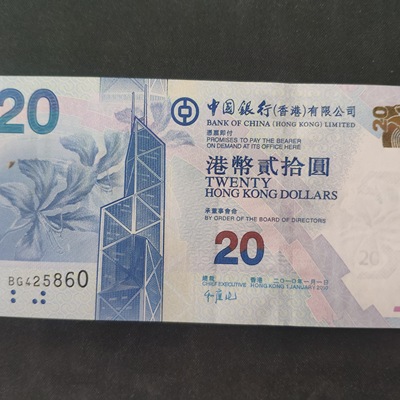 20
中國銀行(香港)有限公司
BANK OF CHINA (HONG KONG) LIMITED
憑票即付
PROMISES TO PAY THE BEARER
ON DEMAND AT ITS OFFICE HERE
港幣貳拾圓
TWENTY
HONG KONG DOLLARS
承董事會命
BY ORDER OF THE BOARD OF DIRECTORS
20
總裁 香港 二〇一〇年一月一日
CHIEF EXECUTIVE HONG KONG 1 JANUARY 2010
BG425860
20
20